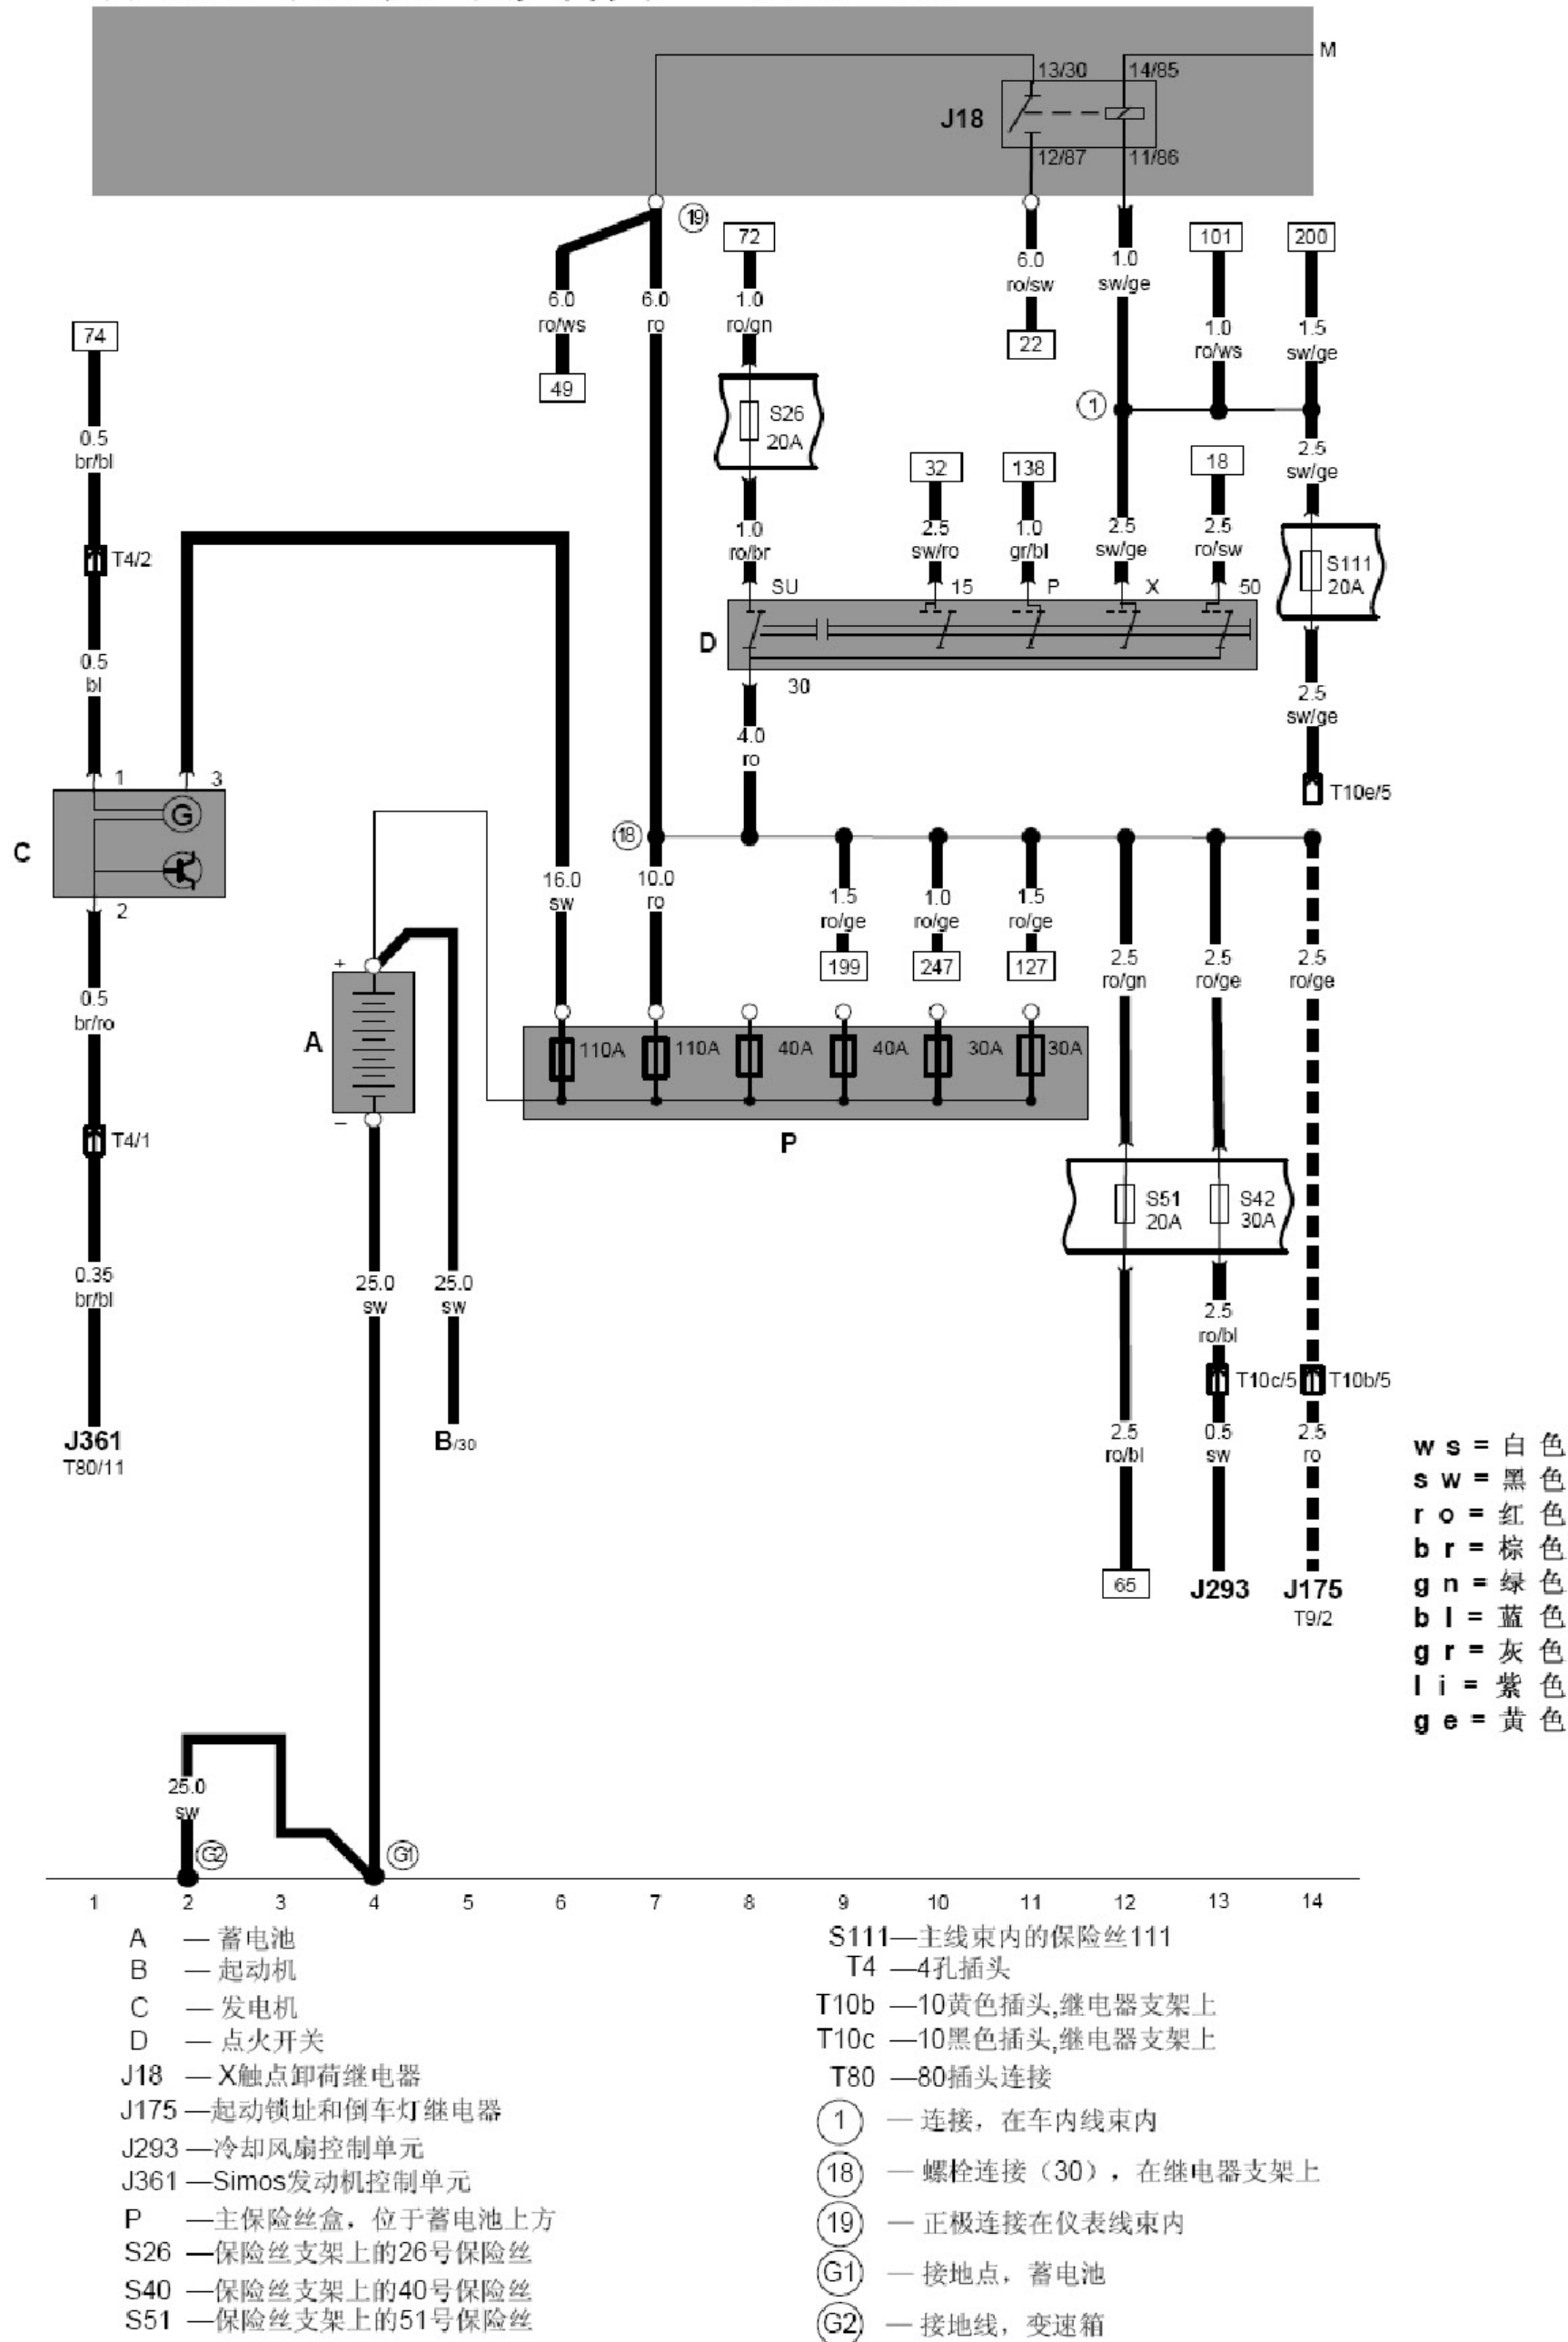 M
13/30
14/85
J18
12/87
11/86
19
72
101
200
6.0
ro/sw
1.0
sw/ge
6.0
ro/ws
6.0
ro
1.0
ro/gn
1.0
ro/ws
1.5
sw/ge
74
22
49
1
S26
20A
0.5
br/bl
32
138
18
2.5
sw/ge
1.0
ro/br
2.5
sw/ro
1.0
gr/bl
2.5
sw/ge
2.5
ro/sw
T4/2
S111
20A
SU
15
P
X
50
D
30
0.5
bl
2.5
sw/ge
4.0
ro
1
3
T10e/5
G
C
18
2
16.0
sw
10.0
ro
1.5
ro/ge
1.0
ro/ge
1.5
ro/ge
199
247
127
2.5
ro/gn
2.5
ro/ge
2.5
ro/ge
+
0.5
br/ro
A
110A
110A
40A
40A
30A
30A
–
T4/1
P
S51
20A
S42
30A
0.35
br/bl
25.0
sw
25.0
sw
2.5
ro/bl
T10c/5
T10b/5
J361
T80/11
B/30
2.5
ro/bl
0.5
sw
2.5
ro
65
J293
J175
T9/2
ws=白色
sw=黑色
ro=红色
br=棕色
gn=绿色
bl=蓝色
gr=灰色
li=紫色
ge=黄色
25.0
sw
G2
G1
1 2 3 4 5 6 7 8 9 10 11 12 13 14
A — 蓄电池
B — 起动机
C — 发电机
D — 点火开关
J18 — X触点卸荷继电器
J175 —起动锁址和倒车灯继电器
J293 —冷却风扇控制单元
J361 —Simos发动机控制单元
P —主保险丝盒，位于蓄电池上方
S26 —保险丝支架上的26号保险丝
S40 —保险丝支架上的40号保险丝
S51 —保险丝支架上的51号保险丝
S111—主线束内的保险丝111
T4 —4孔插头
T10b —10黄色插头,继电器支架上
T10c —10黑色插头,继电器支架上
T80 —80插头连接
1 — 连接，在车内线束内
18 — 螺栓连接（30），在继电器支架上
19 — 正极连接在仪表线束内
G1 — 接地点，蓄电池
G2 — 接地线，变速箱